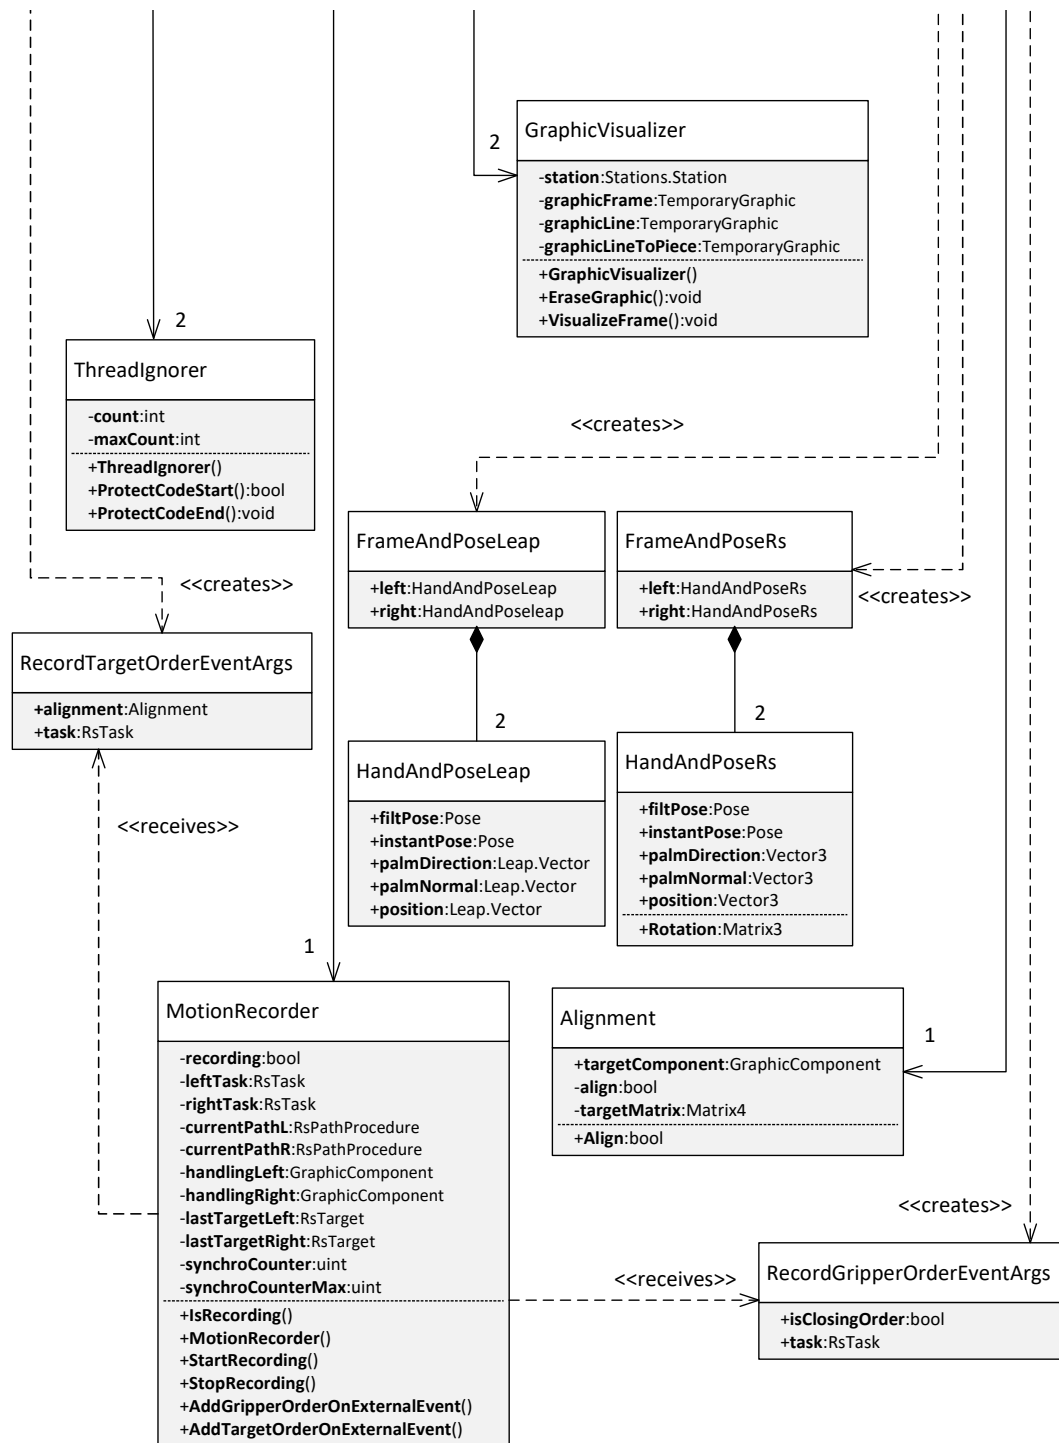 GraphicVisualizer
2
-station:Stations.Station
-graphicFrame:TemporaryGraphic
-graphicLine:TemporaryGraphic
-graphicLineToPiece:TemporaryGraphic
+GraphicVisualizer()
+EraseGraphic():void
+VisualizeFrame():void
2
ThreadIgnorer
-count:int
-maxCount:int
+ThreadIgnorer()
+ProtectCodeStart():bool
+ProtectCodeEnd():void
<<creates>>
FrameAndPoseLeap
+left:HandAndPoseLeap
+right:HandAndPoseleap
FrameAndPoseRs
+left:HandAndPoseRs
+right:HandAndPoseRs
<<creates>>
<<creates>>
RecordTargetOrderEventArgs
+alignment:Alignment
+task:RsTask
2
2
HandAndPoseLeap
+filtPose:Pose
+instantPose:Pose
+palmDirection:Leap.Vector
+palmNormal:Leap.Vector
+position:Leap.Vector
HandAndPoseRs
+filtPose:Pose
+instantPose:Pose
+palmDirection:Vector3
+palmNormal:Vector3
+position:Vector3
+Rotation:Matrix3
<<receives>>
1
MotionRecorder
-recording:bool
-leftTask:RsTask
-rightTask:RsTask
-currentPathL:RsPathProcedure
-currentPathR:RsPathProcedure
-handlingLeft:GraphicComponent
-handlingRight:GraphicComponent
-lastTargetLeft:RsTarget
-lastTargetRight:RsTarget
-synchroCounter:uint
-synchroCounterMax:uint
+IsRecording()
+MotionRecorder()
+StartRecording()
+StopRecording()
+AddGripperOrderOnExternalEvent()
+AddTargetOrderOnExternalEvent()
Alignment
1
+targetComponent:GraphicComponent
-align:bool
-targetMatrix:Matrix4
+Align:bool
<<creates>>
<<receives>>
RecordGripperOrderEventArgs
+isClosingOrder:bool
+task:RsTask